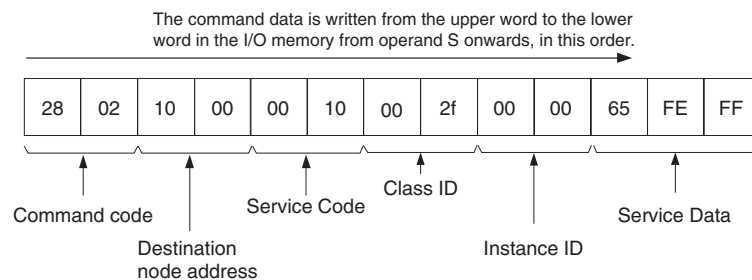 The command data is written from the upper word to the lower
word in the I/O memory from operand S onwards, in this order.
28 02 10 00 00 10 00 2f 00 00 65 FE FF
Command code
Destination
node address
Service Code
Class ID
Instance ID
Service Data